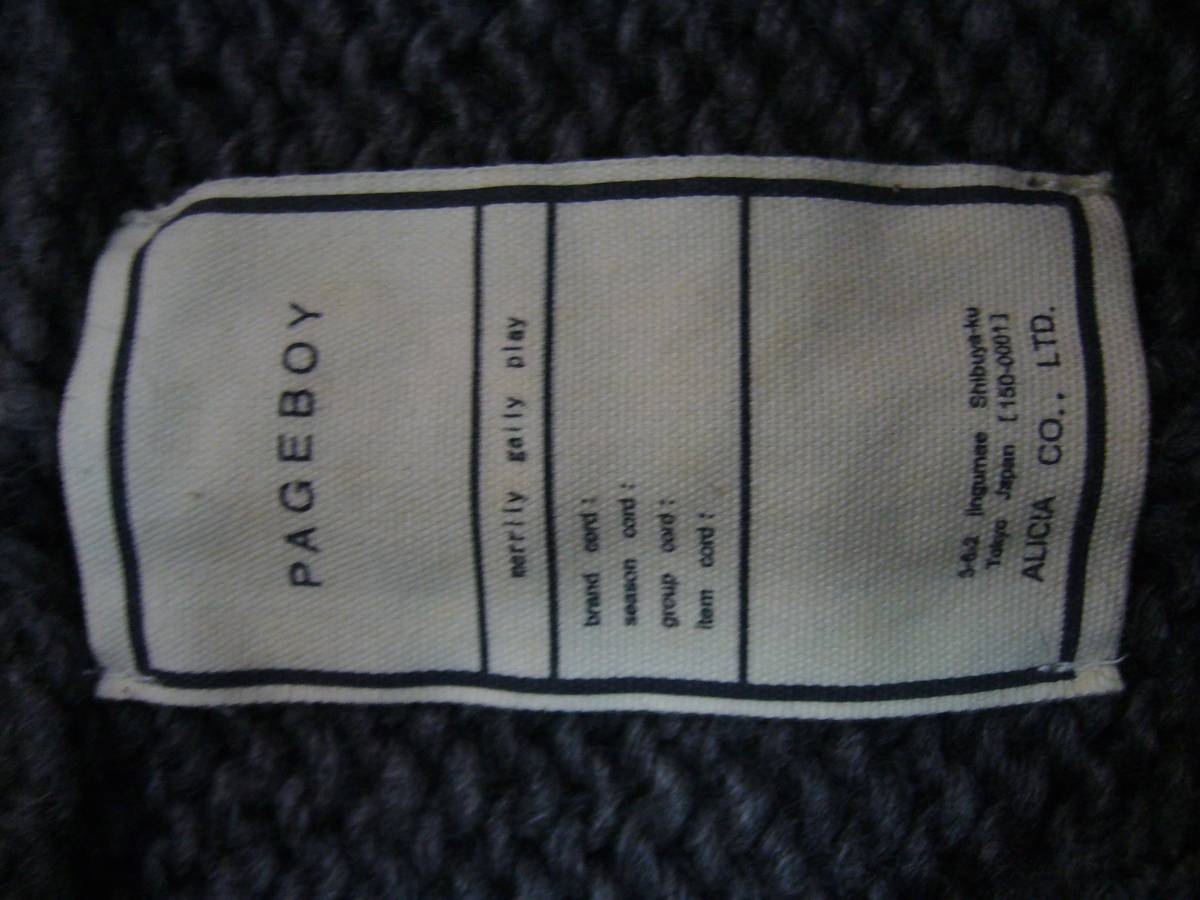 PAGEBOY
merrily gaily play
brand cord :
season cord :
group cord :
item cord :
3-6-2 jingumae Shibuya-ku
Tokyo Japan [150-0001]
ALICIA CO., LTD.